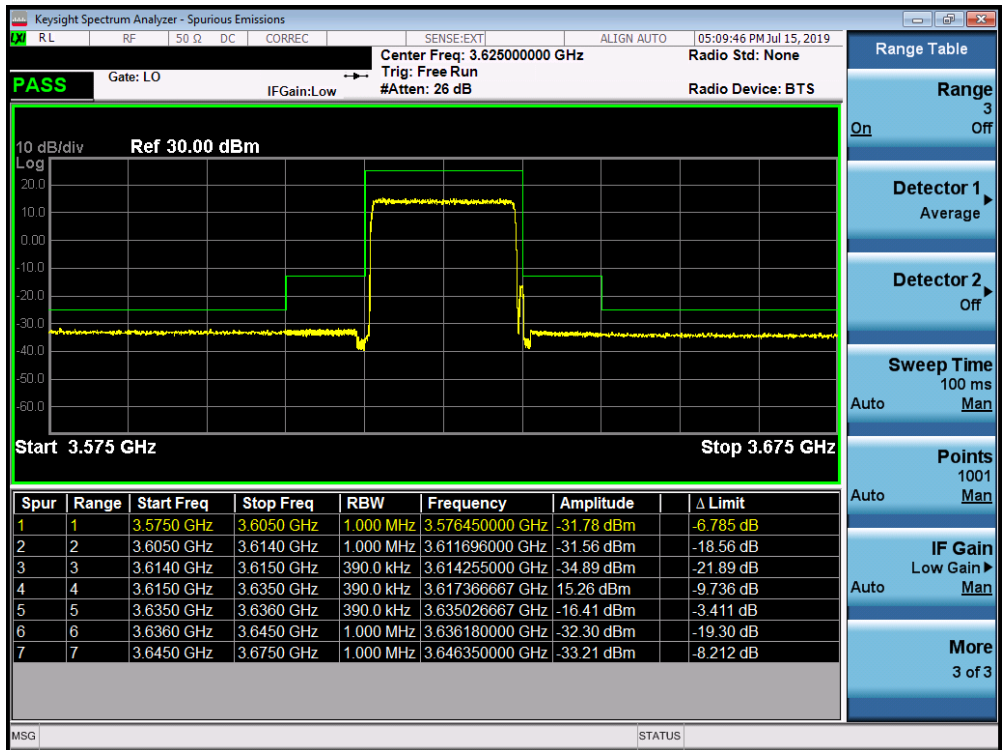 Keysight Spectrum Analyzer - Spurious Emissions
LXI RL RF 50 Ω DC CORREC SENSE:EXT ALIGN AUTO 05:09:46 PM Jul 15, 2019
Center Freq: 3.625000000 GHz Radio Std: None
PASS Gate: LO Trig: Free Run
IFGain:Low #Atten: 26 dB Radio Device: BTS
10 dB/div Ref 30.00 dBm
Log
20.0
10.0
0.00
-10.0
-20.0
-30.0
-40.0
-50.0
-60.0
Start 3.575 GHz Stop 3.675 GHz
Spur Range Start Freq Stop Freq RBW Frequency Amplitude Δ Limit
1 1 3.5750 GHz 3.6050 GHz 1.000 MHz 3.576450000 GHz -31.78 dBm -6.785 dB
2 2 3.6050 GHz 3.6140 GHz 1.000 MHz 3.611696000 GHz -31.56 dBm -18.56 dB
3 3 3.6140 GHz 3.6150 GHz 390.0 kHz 3.614255000 GHz -34.89 dBm -21.89 dB
4 4 3.6150 GHz 3.6350 GHz 390.0 kHz 3.617366667 GHz 15.26 dBm -9.736 dB
5 5 3.6350 GHz 3.6360 GHz 390.0 kHz 3.635026667 GHz -16.41 dBm -3.411 dB
6 6 3.6360 GHz 3.6450 GHz 1.000 MHz 3.636180000 GHz -32.30 dBm -19.30 dB
7 7 3.6450 GHz 3.6750 GHz 1.000 MHz 3.646350000 GHz -33.21 dBm -8.212 dB
MSG STATUS
Range Table
Range
3
On Off
Detector 1
Average
Detector 2
Off
Sweep Time
100 ms
Auto Man
Points
1001
Auto Man
IF Gain
Low Gain
Auto Man
More
3 of 3